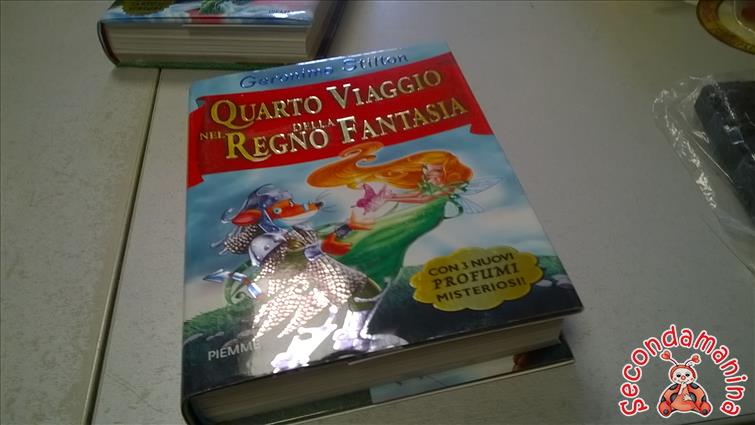 Geronimo Stilton
QUARTO VIAGGIO
NEL REGNO DELLA FANTASIA
CON 3 NUOVI
PROFUMI
MISTERIOSI!
PIEMME
secondamanina